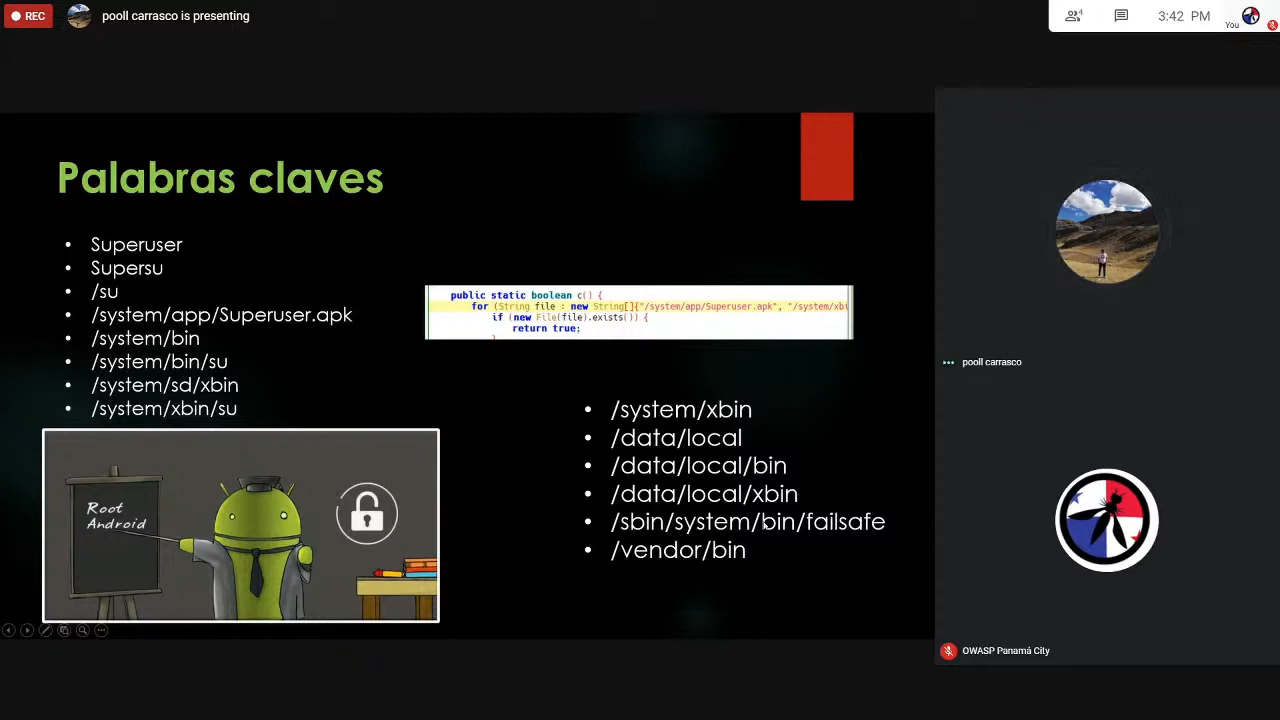 REC
pooll carrasco is presenting
4
3:42 PM
You
Palabras claves
• Superuser
• Supersu
• /su
• /system/app/Superuser.apk
• /system/bin
• /system/bin/su
• /system/sd/xbin
• /system/xbin/su
public static boolean c() {
for (String file : new String[]{"/system/app/Superuser.apk", "/system/xbi
if (new File(file).exists()) {
return true;
}
• /system/xbin
• /data/local
• /data/local/bin
• /data/local/xbin
• /sbin/system/bin/failsafe
• /vendor/bin
Root
Android
pooll carrasco
OWASP Panamá City